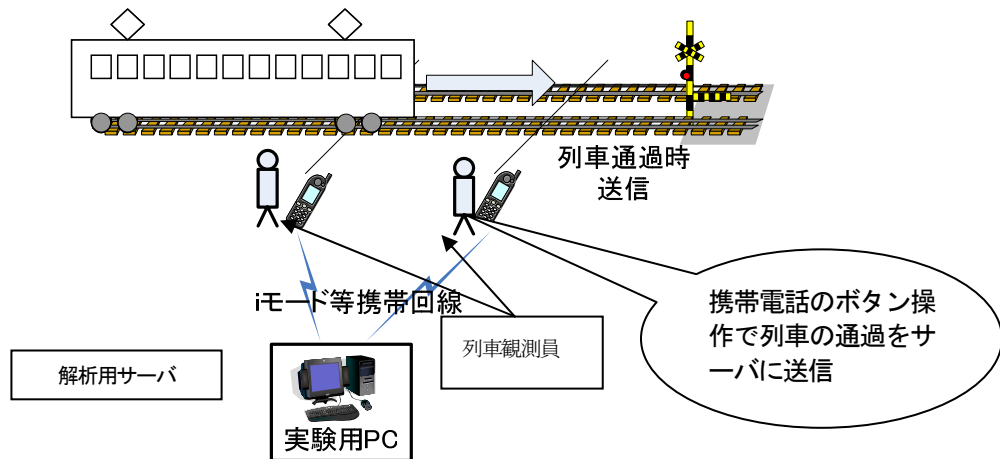 列車通過時
送信
iモード等携帯回線
携帯電話のボタン操
作で列車の通過をサ
ーバに送信
列車観測員
解析用サーバ
実験用PC